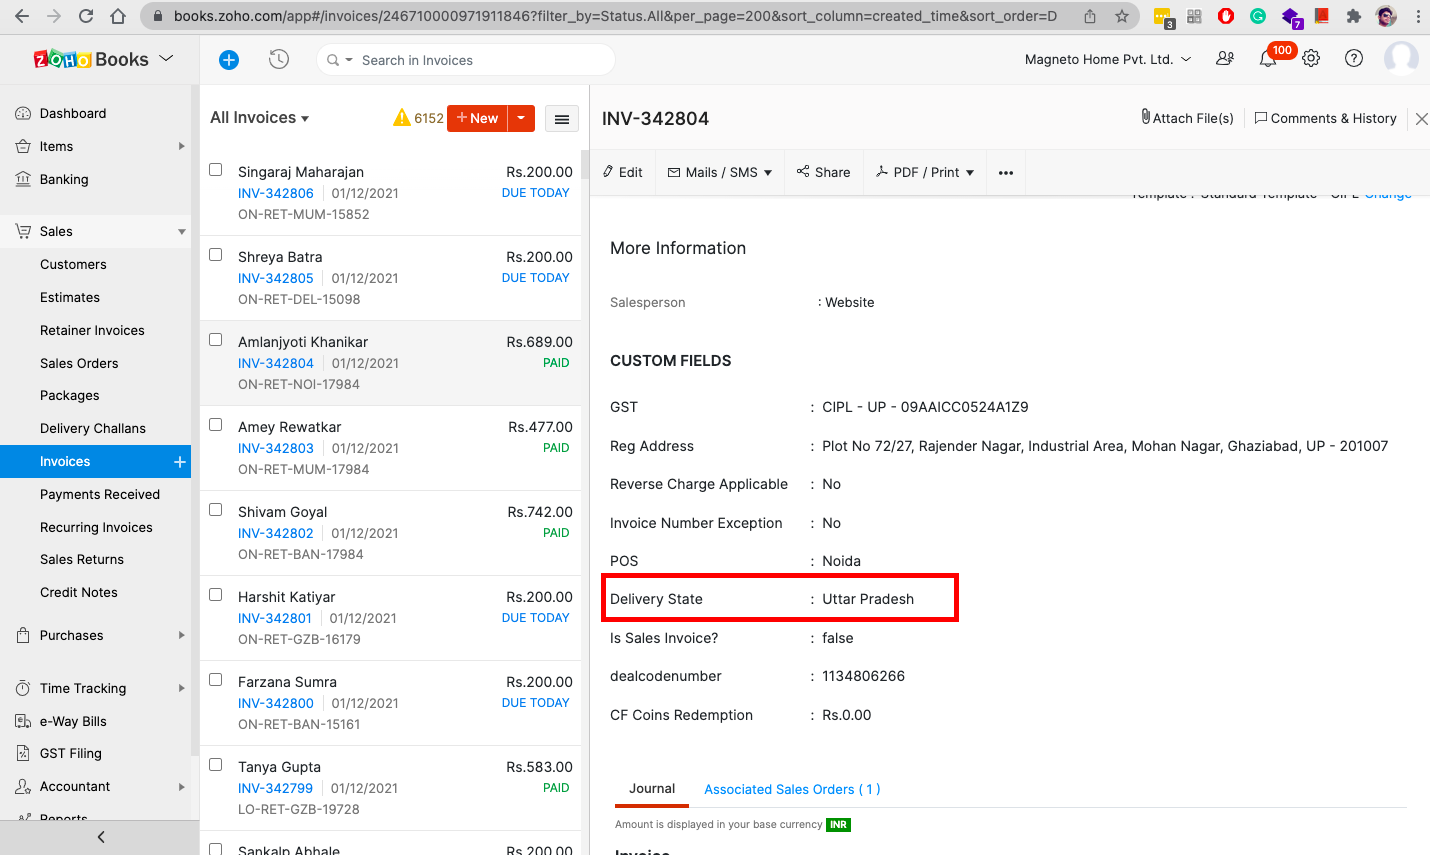 books.zoho.com/app#/invoices/246710000971911846?filter_by=Status.All&per_page=200&sort_column=created_time&sort_order=D
3
7
ZOHO Books
Search in Invoices
Magneto Home Pvt. Ltd.
100
Dashboard
Items
Banking
Sales
Customers
Estimates
Retainer Invoices
Sales Orders
Packages
Delivery Challans
Invoices +
Payments Received
Recurring Invoices
Sales Returns
Credit Notes
Purchases
Time Tracking
e-Way Bills
GST Filing
Accountant
Reports
All Invoices
6152
+ New
Singaraj Maharajan Rs.200.00
INV-342806 01/12/2021 DUE TODAY
ON-RET-MUM-15852
Shreya Batra Rs.200.00
INV-342805 01/12/2021 DUE TODAY
ON-RET-DEL-15098
Amlanjyoti Khanikar Rs.689.00
INV-342804 01/12/2021 PAID
ON-RET-NOI-17984
Amey Rewatkar Rs.477.00
INV-342803 01/12/2021 PAID
ON-RET-MUM-17984
Shivam Goyal Rs.742.00
INV-342802 01/12/2021 PAID
ON-RET-BAN-17984
Harshit Katiyar Rs.200.00
INV-342801 01/12/2021 DUE TODAY
ON-RET-GZB-16179
Farzana Sumra Rs.200.00
INV-342800 01/12/2021 DUE TODAY
ON-RET-BAN-15161
Tanya Gupta Rs.583.00
INV-342799 01/12/2021 PAID
LO-RET-GZB-19728
Sankalp Abhale Rs.200.00
INV-342804
Attach File(s)
Comments & History
Edit
Mails / SMS
Share
PDF / Print
Template : Standard Template - CIPL Change
More Information
Salesperson : Website
CUSTOM FIELDS
GST : CIPL - UP - 09AAICC0524A1Z9
Reg Address : Plot No 72/27, Rajender Nagar, Industrial Area, Mohan Nagar, Ghaziabad, UP - 201007
Reverse Charge Applicable : No
Invoice Number Exception : No
POS : Noida
Delivery State : Uttar Pradesh
Is Sales Invoice? : false
dealcodenumber : 1134806266
CF Coins Redemption : Rs.0.00
Journal
Associated Sales Orders ( 1 )
Amount is displayed in your base currency INR
Invoice